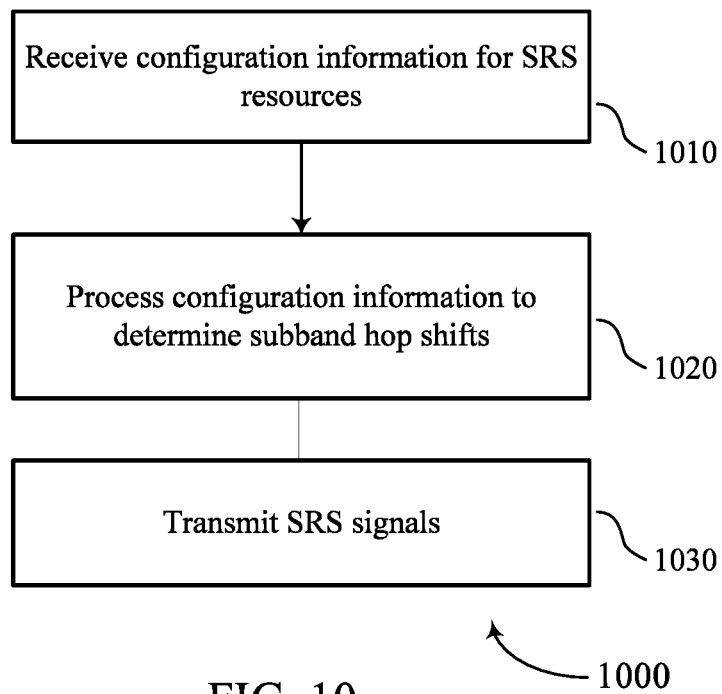 Receive configuration information for SRS
resources
1010
Process configuration information to
determine subband hop shifts
1020
Transmit SRS signals
1030
1000
FIG. 10